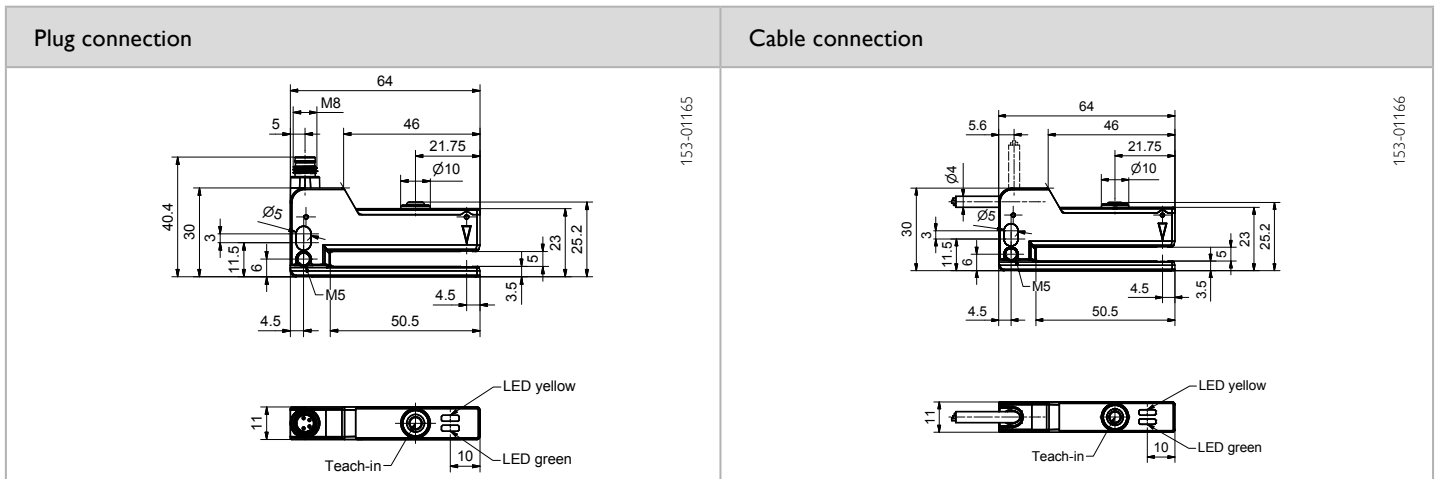 Plug connection
Cable connection
64
M8
5
46
21.75
Ø10
40.4
30
Ø5
3
11.5
6
M5
4.5
50.5
4.5
3.5
5
23
25.2
153-01165
11
LED yellow
LED green
Teach-in
10
64
5.6
46
21.75
Ø10
Ø4
30
Ø5
3
11.5
6
M5
4.5
50.5
4.5
3.5
5
23
25.2
153-01166
11
LED yellow
LED green
Teach-in
10